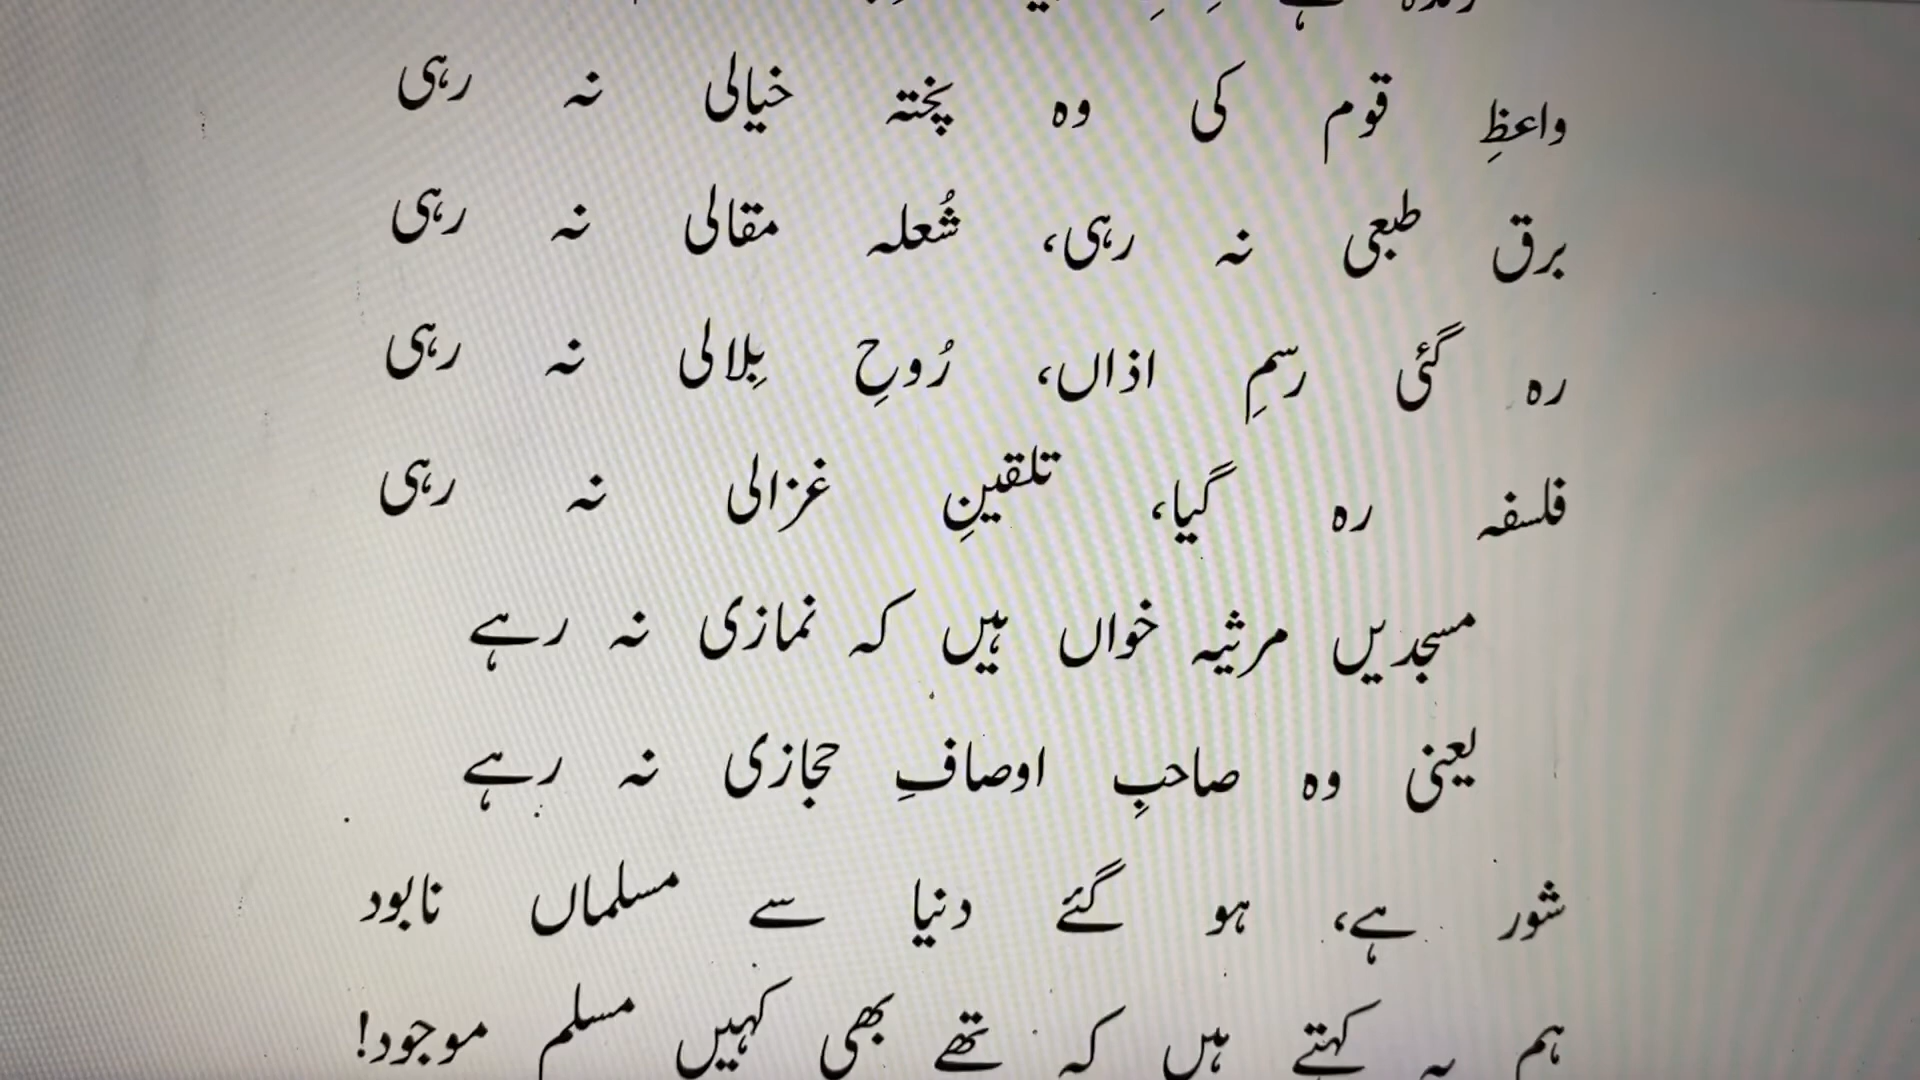 واعظِ قوم کی وہ پختہ خیالی نہ رہی
برق طبعی نہ رہی، شُعلہ مقالی نہ رہی
رہ گئی رسمِ اذاں، رُوحِ بِلالی نہ رہی
فلسفہ رہ گیا، تلقینِ غزالی نہ رہی
مسجدیں مرثیہ خواں ہیں کہ نمازی نہ رہے
یعنی وہ صاحبِ اوصافِ حجازی نہ رہے
شور ہے، ہو گئے دنیا سے مسلماں نابود
ہم یہ کہتے ہیں کہ تھے بھی کہیں مسلم موجود!